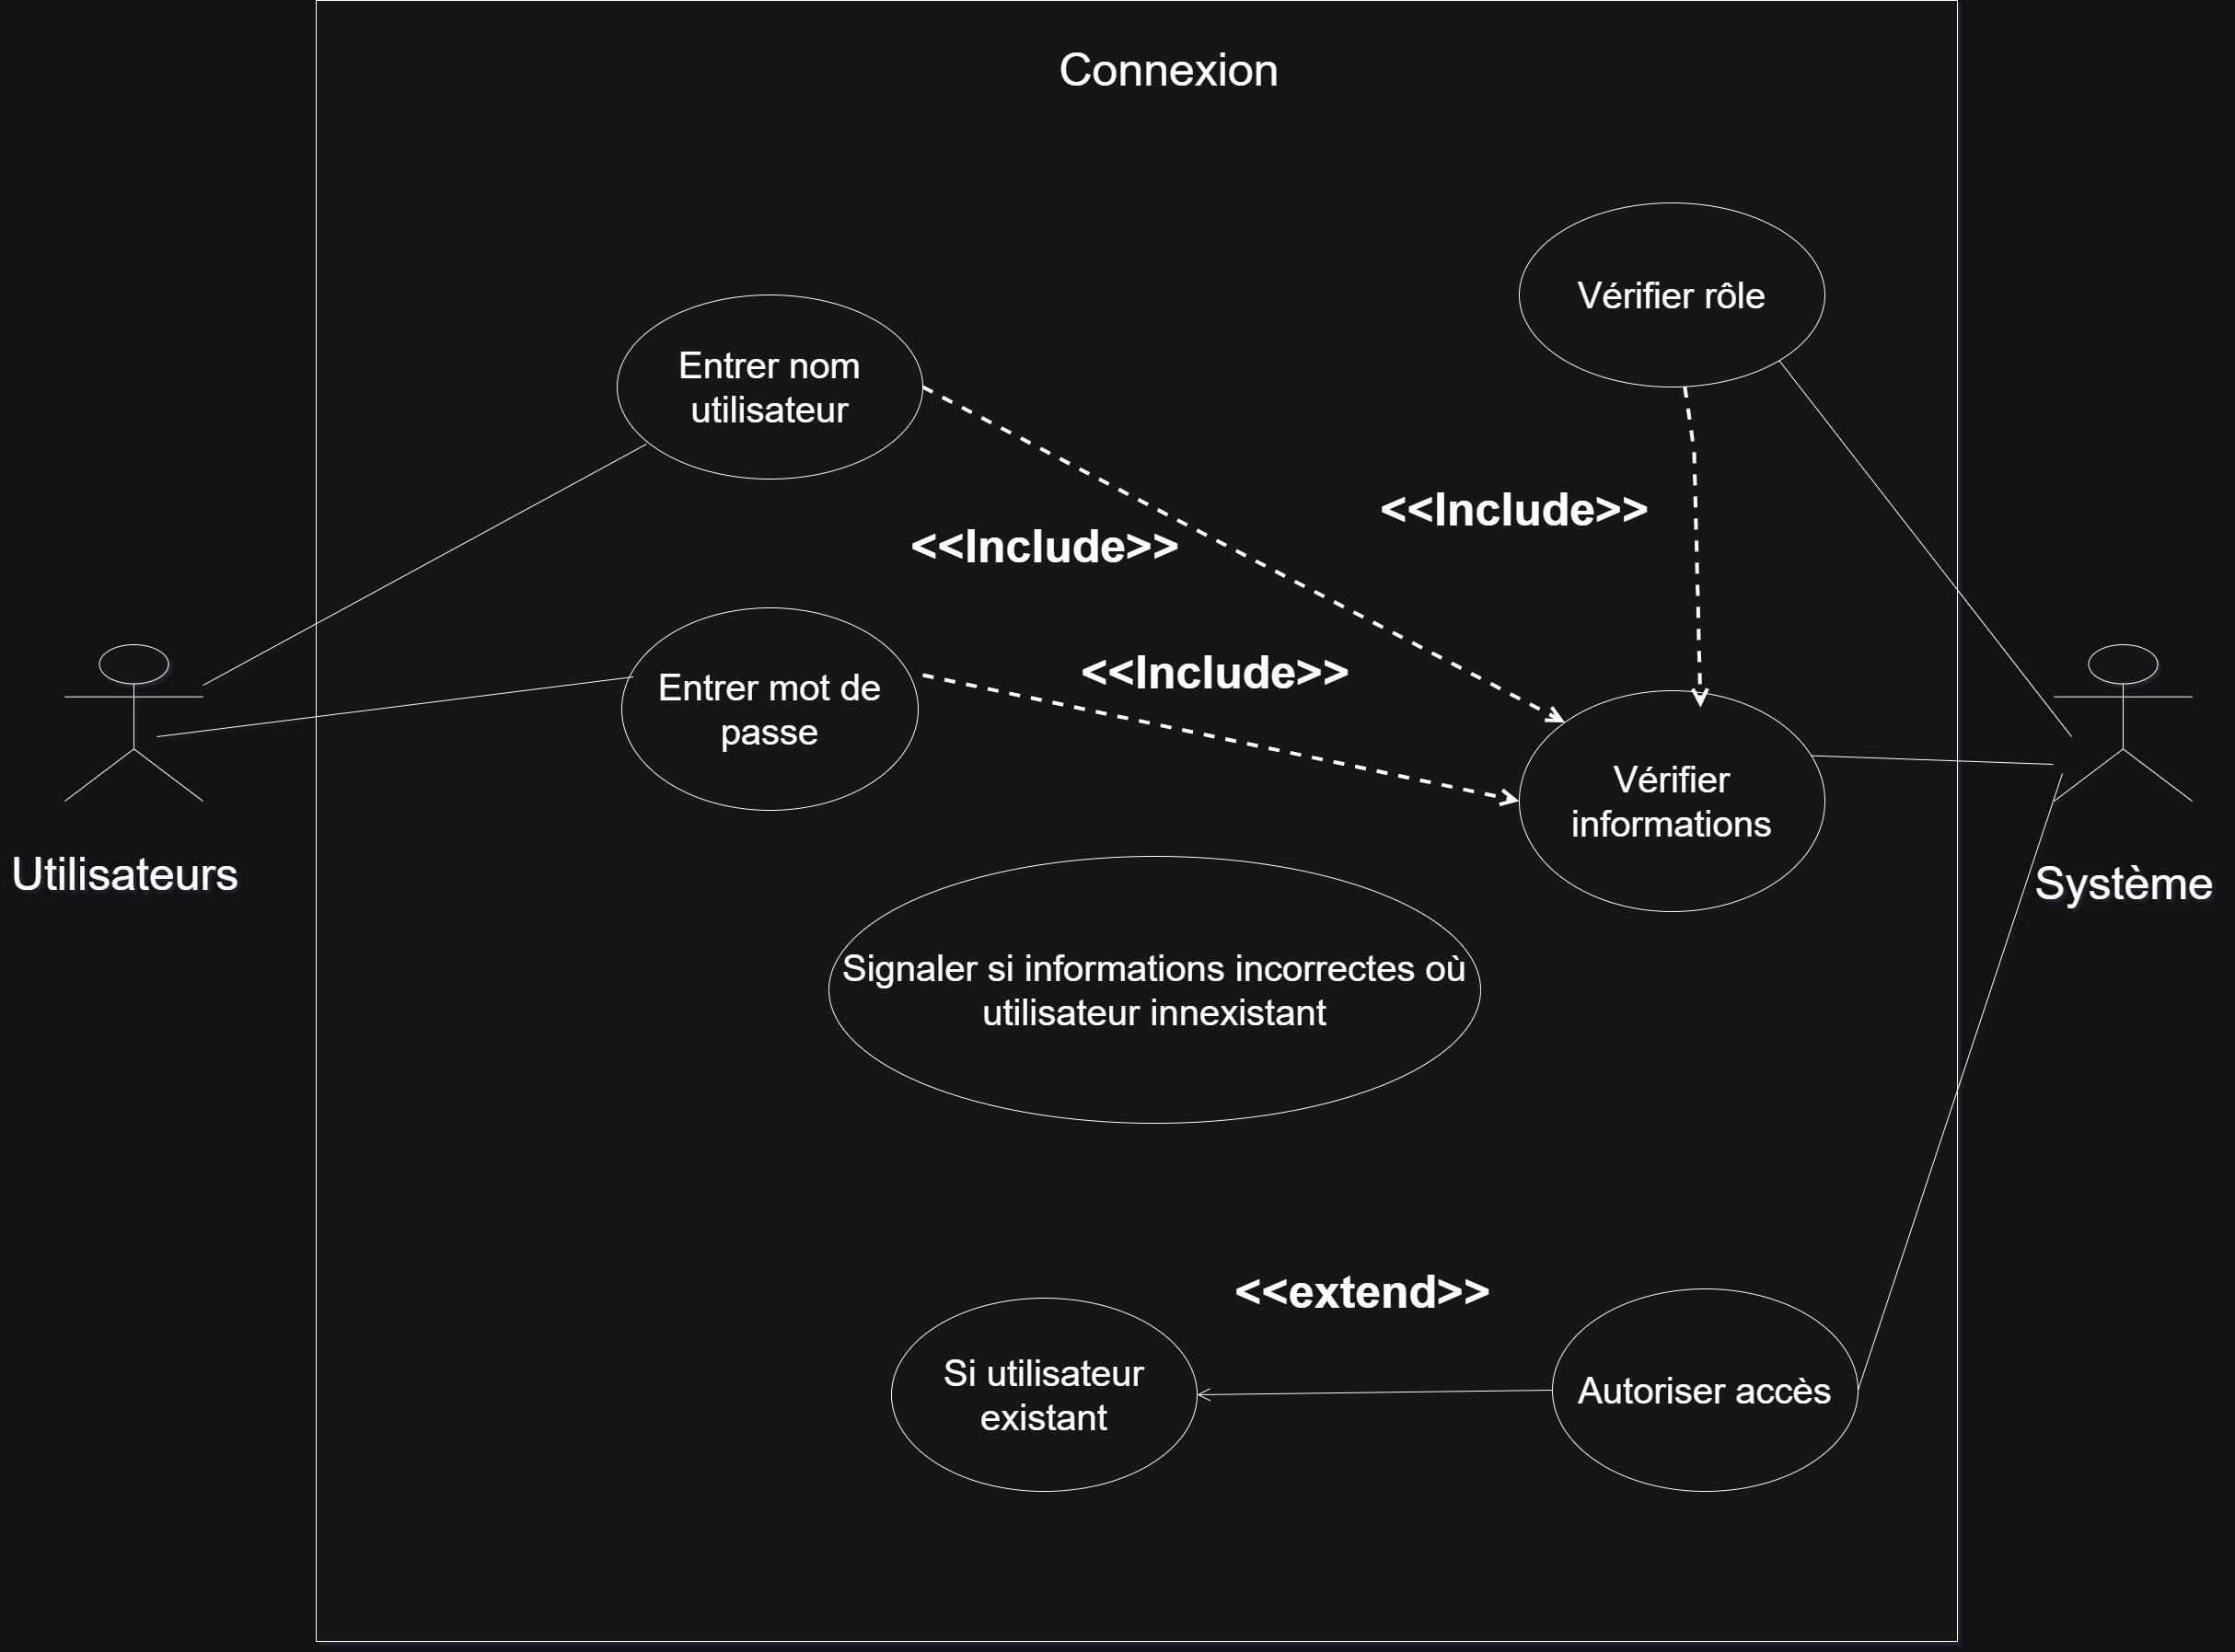 Connexion
Vérifier rôle
Entrer nom
utilisateur
<<Include>>
<<Include>>
Entrer mot de
passe
<<Include>>
Vérifier
informations
Utilisateurs
Système
Signaler si informations incorrectes où
utilisateur innexistant
<<extend>>
Si utilisateur
existant
Autoriser accès